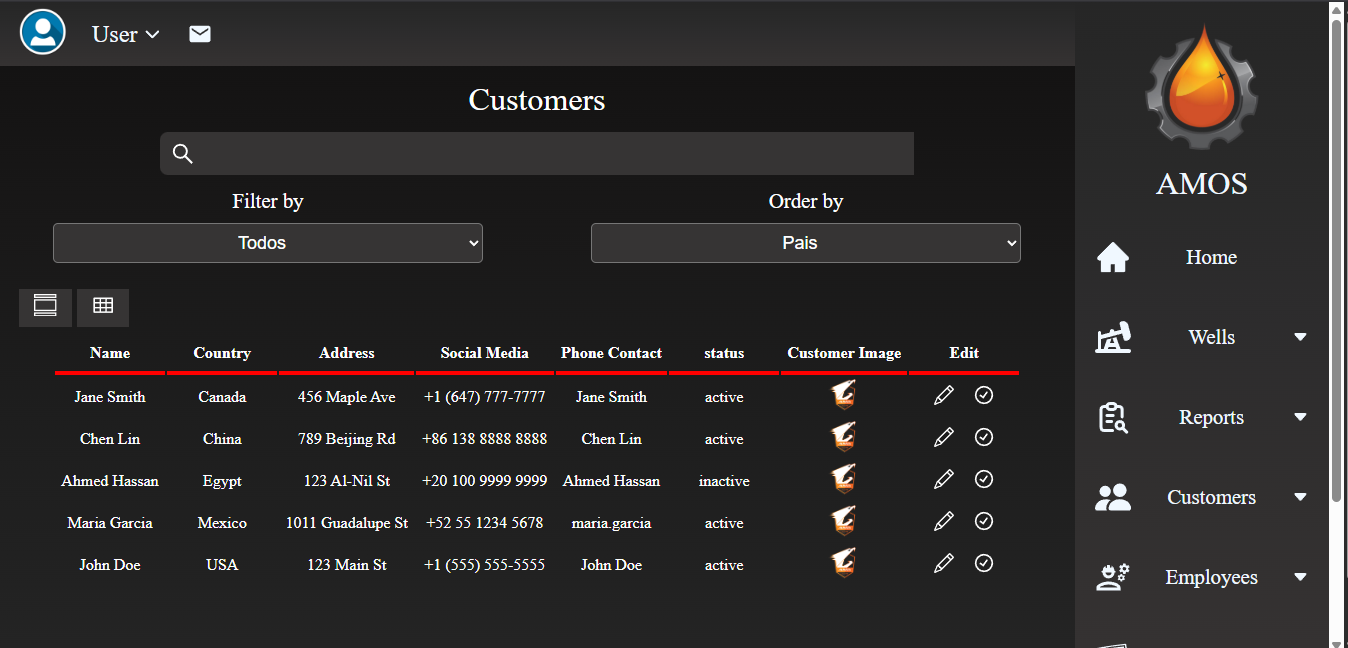 User
Customers
Filter by
Order by
Todos
Pais
Name Country Address Social Media Phone Contact status Customer Image Edit
Jane Smith Canada 456 Maple Ave +1 (647) 777-7777 Jane Smith active
Chen Lin China 789 Beijing Rd +86 138 8888 8888 Chen Lin active
Ahmed Hassan Egypt 123 Al-Nil St +20 100 9999 9999 Ahmed Hassan inactive
Maria Garcia Mexico 1011 Guadalupe St +52 55 1234 5678 maria.garcia active
John Doe USA 123 Main St +1 (555) 555-5555 John Doe active
AMOS
Home
Wells
Reports
Customers
Employees